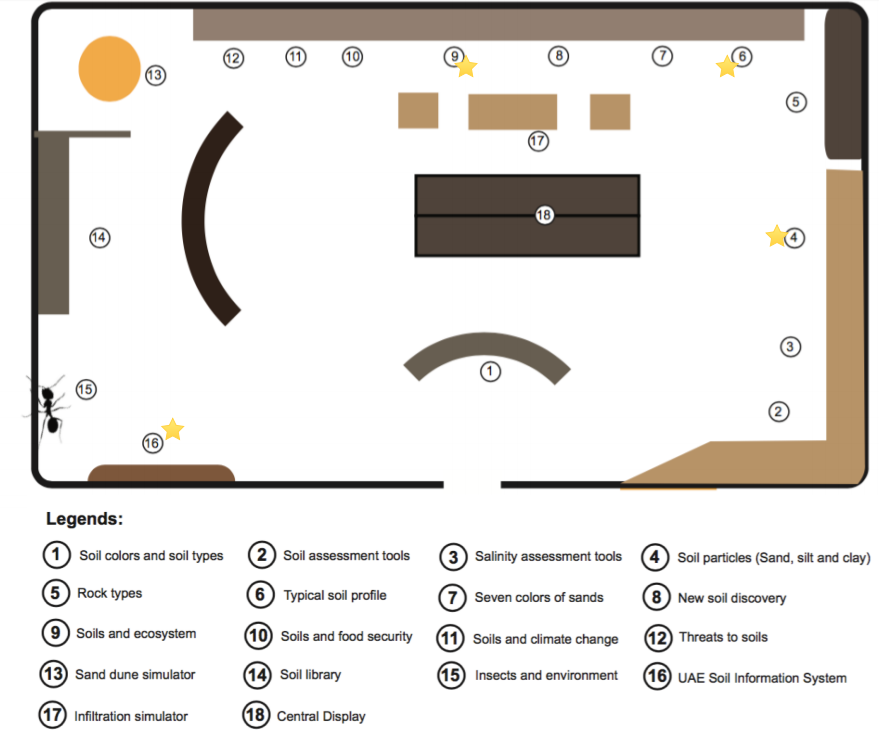 12 11 10 9 8 7 6
13
5
17
18
14
4
3
1
15
2
16
Legends:
1 Soil colors and soil types 2 Soil assessment tools 3 Salinity assessment tools 4 Soil particles (Sand, silt and clay)
5 Rock types 6 Typical soil profile 7 Seven colors of sands 8 New soil discovery
9 Soils and ecosystem 10 Soils and food security 11 Soils and climate change 12 Threats to soils
13 Sand dune simulator 14 Soil library 15 Insects and environment 16 UAE Soil Information System
17 Infiltration simulator 18 Central Display